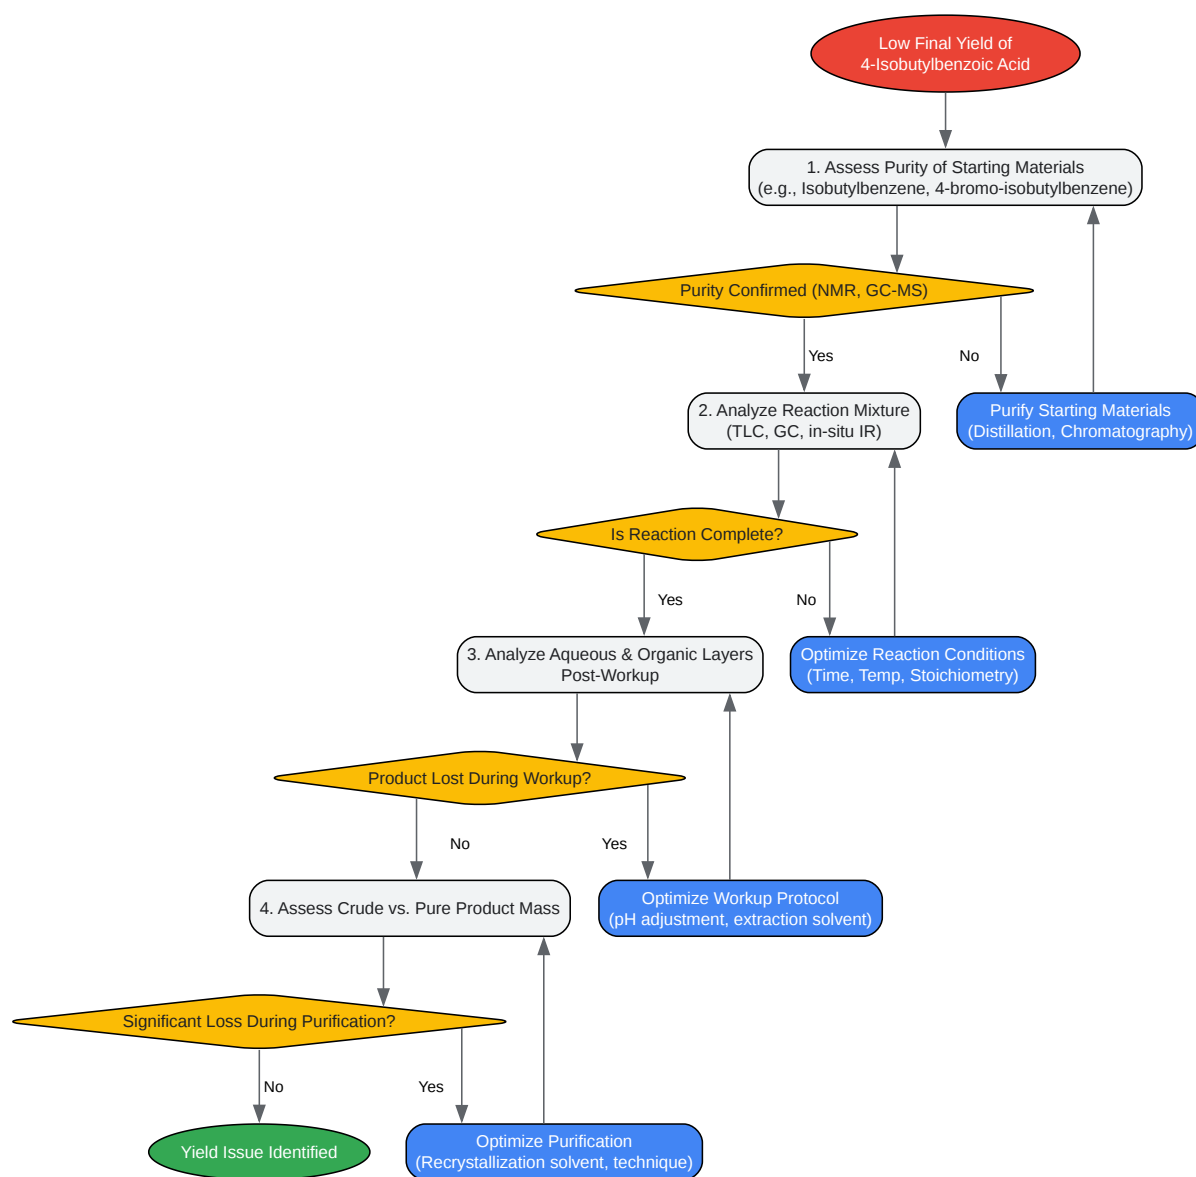 Low Final Yield of
4-Isobutylbenzoic Acid
1. Assess Purity of Starting Materials
(e.g., Isobutylbenzene, 4-bromo-isobutylbenzene)
Purity Confirmed (NMR, GC-MS)
Yes
No
2. Analyze Reaction Mixture
(TLC, GC, in-situ IR)
Purify Starting Materials
(Distillation, Chromatography)
Is Reaction Complete?
Yes
No
3. Analyze Aqueous & Organic Layers
Post-Workup
Optimize Reaction Conditions
(Time, Temp, Stoichiometry)
Product Lost During Workup?
No
Yes
4. Assess Crude vs. Pure Product Mass
Optimize Workup Protocol
(pH adjustment, extraction solvent)
Significant Loss During Purification?
No
Yes
Yield Issue Identified
Optimize Purification
(Recrystallization solvent, technique)